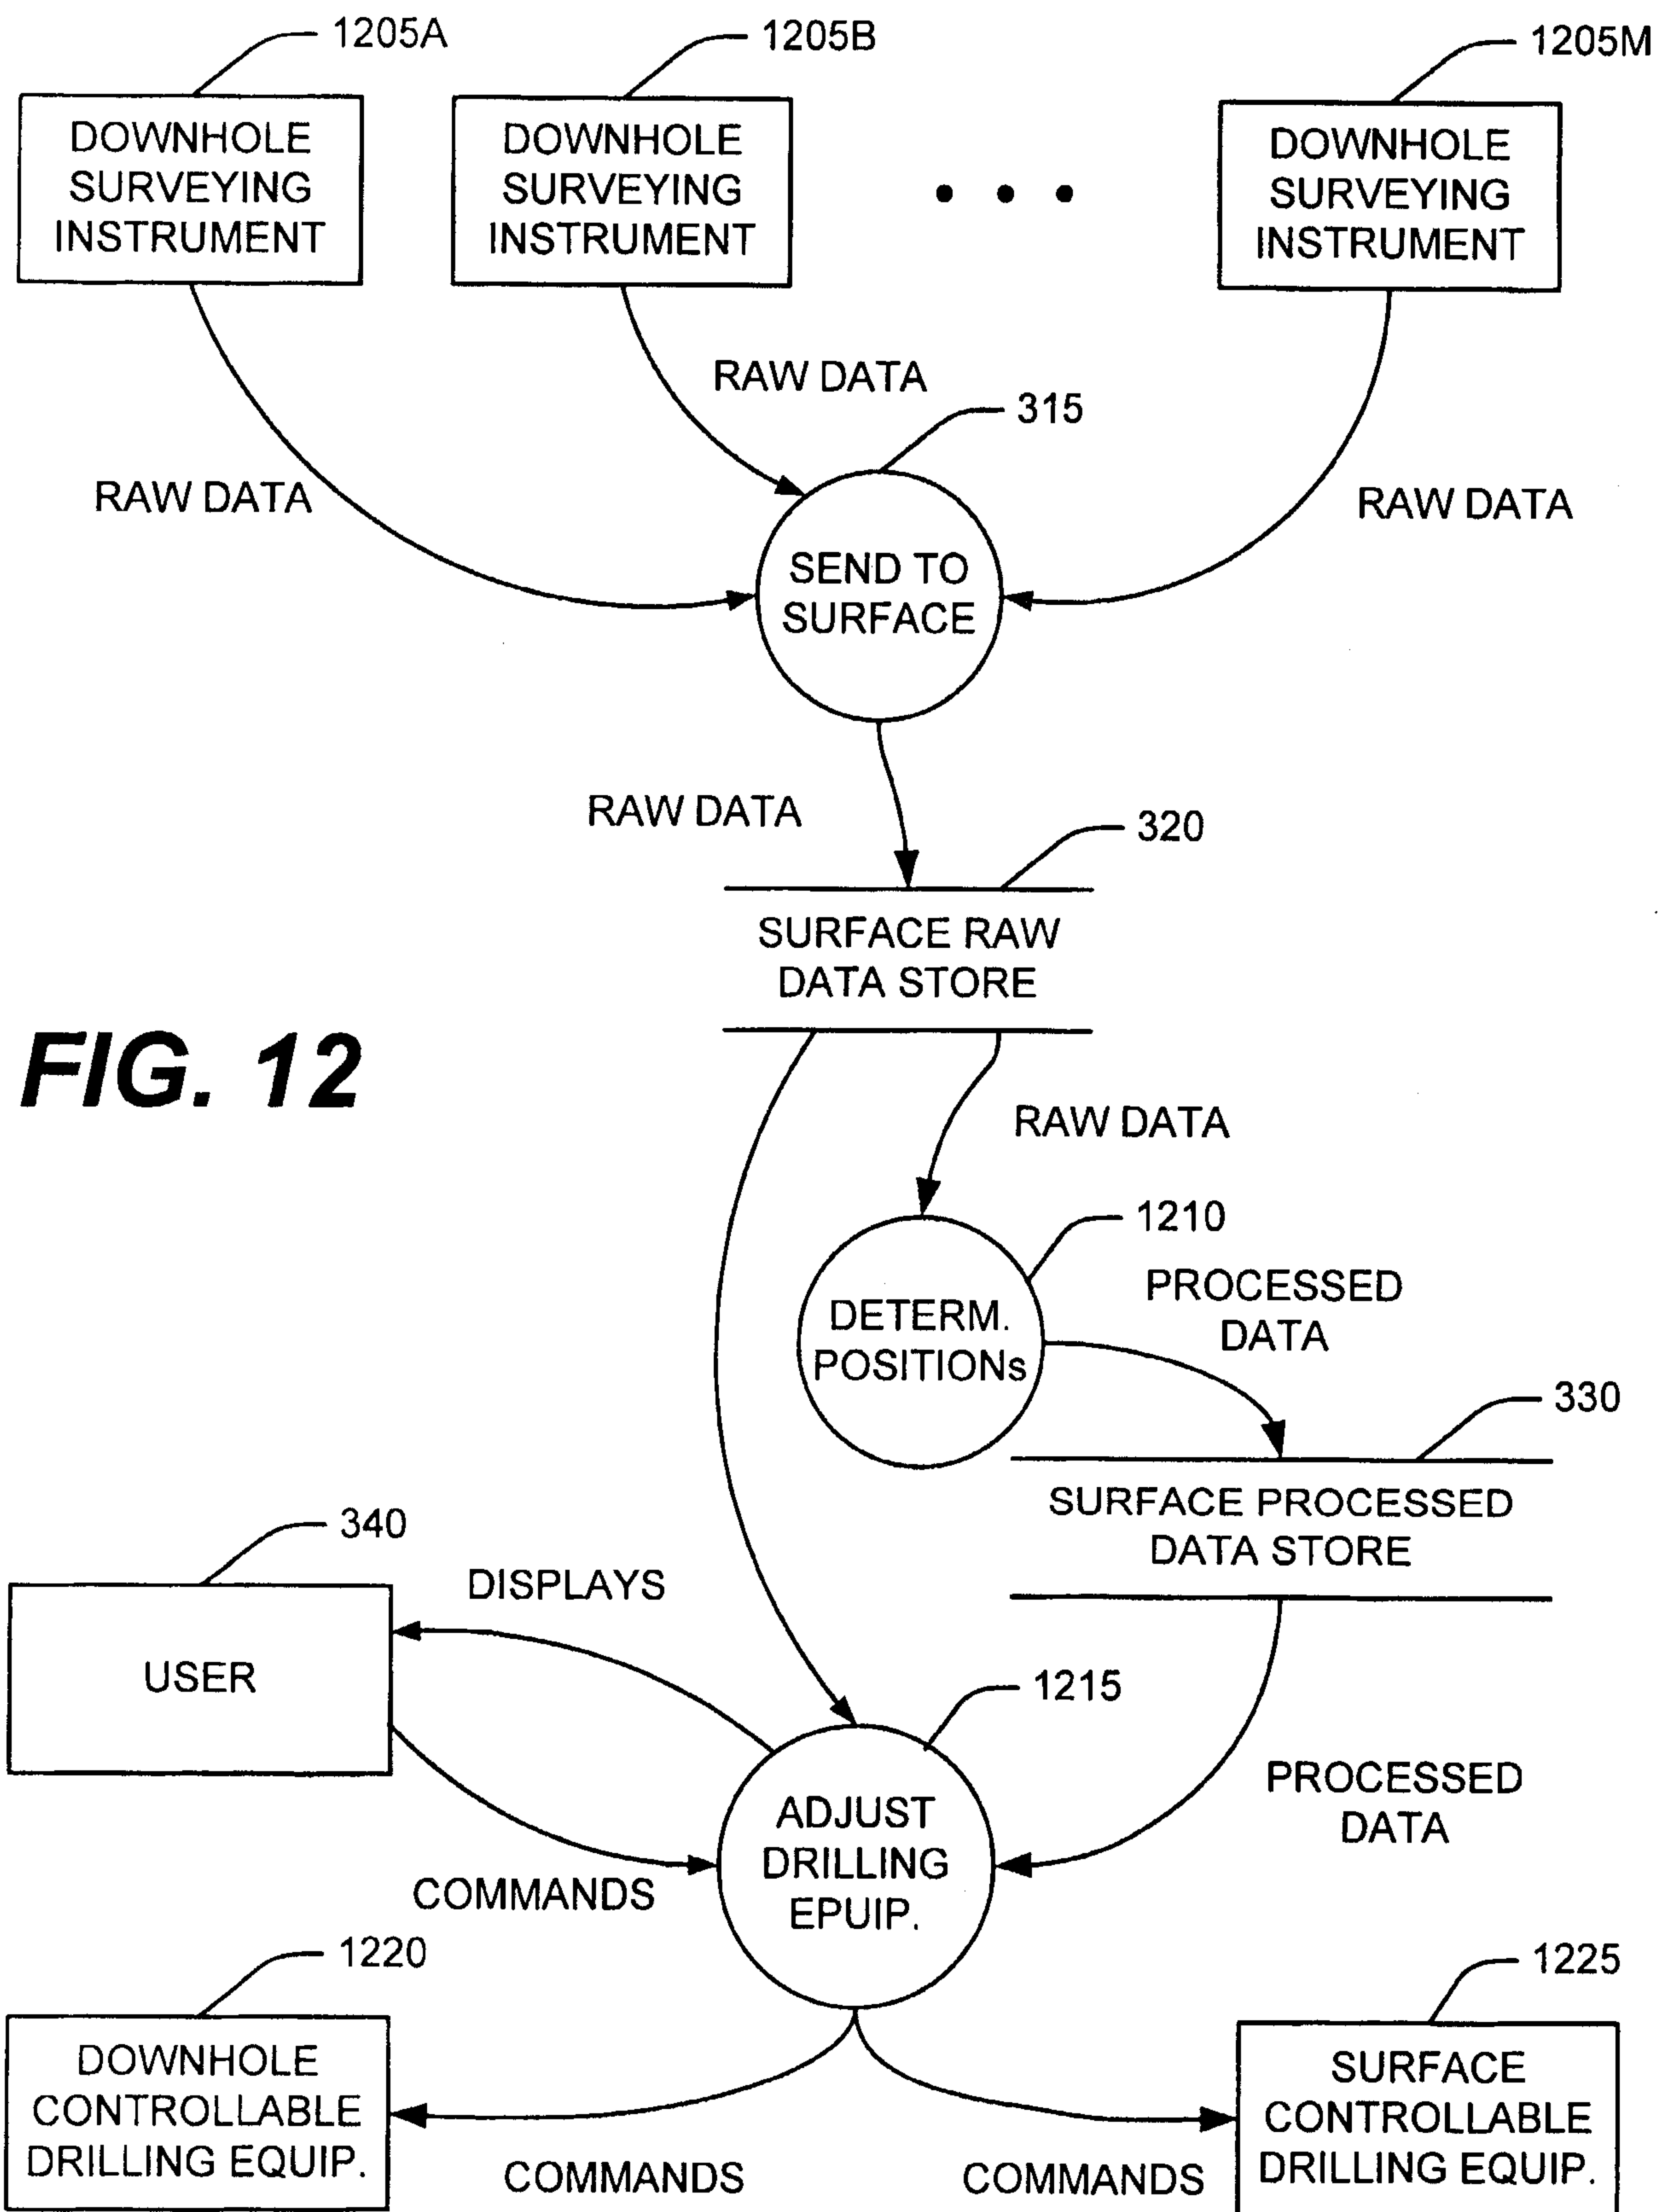 1205A
1205B
1205M
DOWNHOLE
SURVEYING
INSTRUMENT
DOWNHOLE
SURVEYING
INSTRUMENT
DOWNHOLE
SURVEYING
INSTRUMENT
RAW DATA
315
RAW DATA
RAW DATA
SEND TO
SURFACE
RAW DATA
320
SURFACE RAW
DATA STORE
FIG. 12
RAW DATA
1210
PROCESSED
DATA
DETERM.
POSITIONs
330
SURFACE PROCESSED
DATA STORE
340
DISPLAYS
USER
1215
PROCESSED
DATA
ADJUST
DRILLING
EPUIP.
COMMANDS
1220
1225
DOWNHOLE
CONTROLLABLE
DRILLING EQUIP.
SURFACE
CONTROLLABLE
DRILLING EQUIP.
COMMANDS
COMMANDS